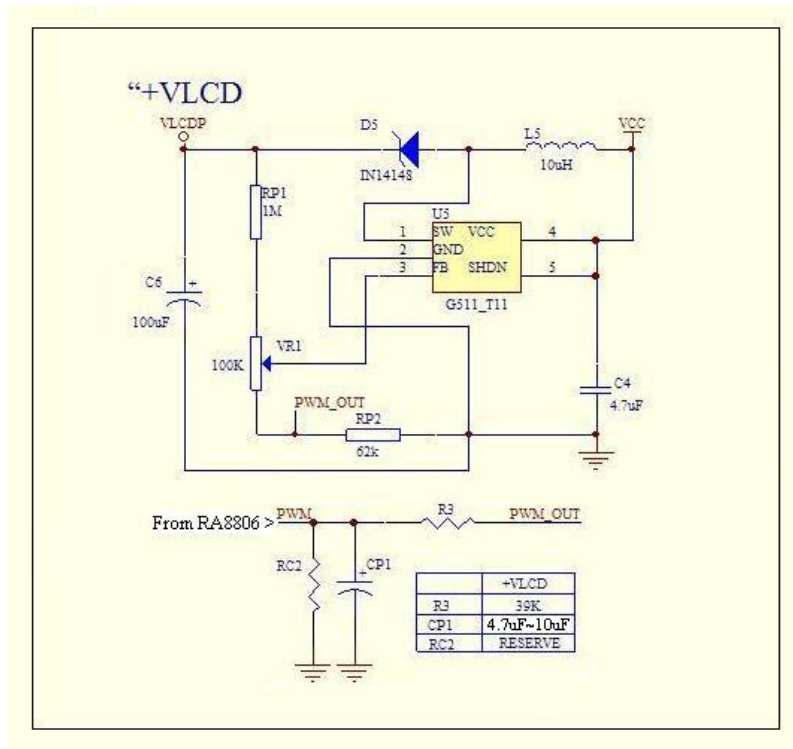 “+VLCD
VLCDP
D5
IN14148
L5
10uH
VCC
RP1
1M
U5
1 SW VCC 4
2 GND
3 FB SHDN 5
G511_T11
C6
+
100uF
VR1
100K
C4
4.7uF
PWM_OUT
RP2
62k
From RA8806 >
PWM
R3
PWM_OUT
RC2
+
CP1
+VLCD
R3 39K
CP1 4.7uF~10uF
RC2 RESERVE